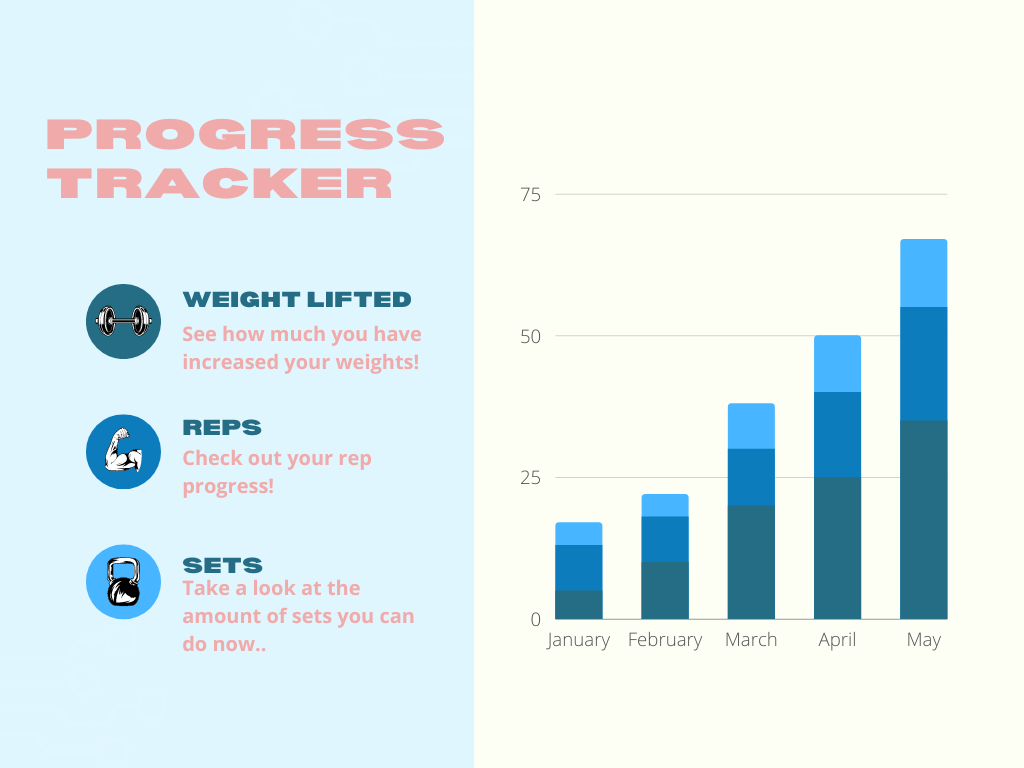 PROGRESS
TRACKER
WEIGHT LIFTED
See how much you have
increased your weights!
REPS
Check out your rep
progress!
SETS
Take a look at the
amount of sets you can
do now..
75
50
25
0
January February March April May